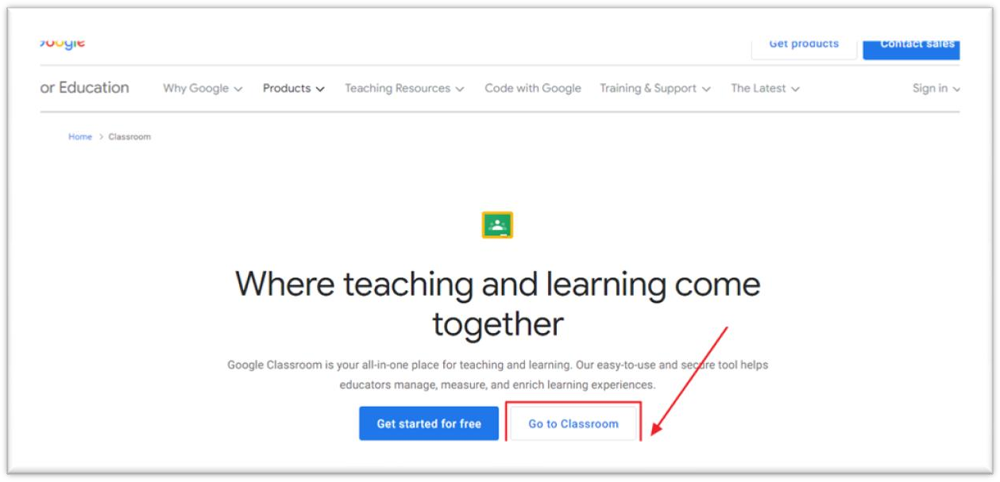 Google
Get products
Contact sales
or Education
Why Google
Products
Teaching Resources
Code with Google
Training & Support
The Latest
Sign in
Home > Classroom
Where teaching and learning come
together
Google Classroom is your all-in-one place for teaching and learning. Our easy-to-use and secure tool helps
educators manage, measure, and enrich learning experiences.
Get started for free
Go to Classroom